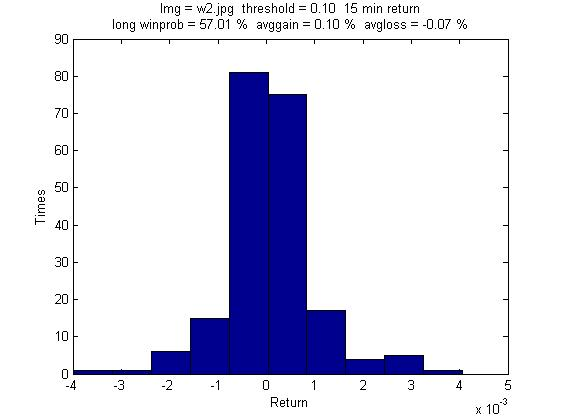 Img = w2.jpg threshold = 0.10 15 min return
long winprob = 57.01 % avggain = 0.10 % avgloss = -0.07 %
90
80
70
60
50
40
30
20
10
0
Times
-4 -3 -2 -1 0 1 2 3 4 5
Return
x 10-3